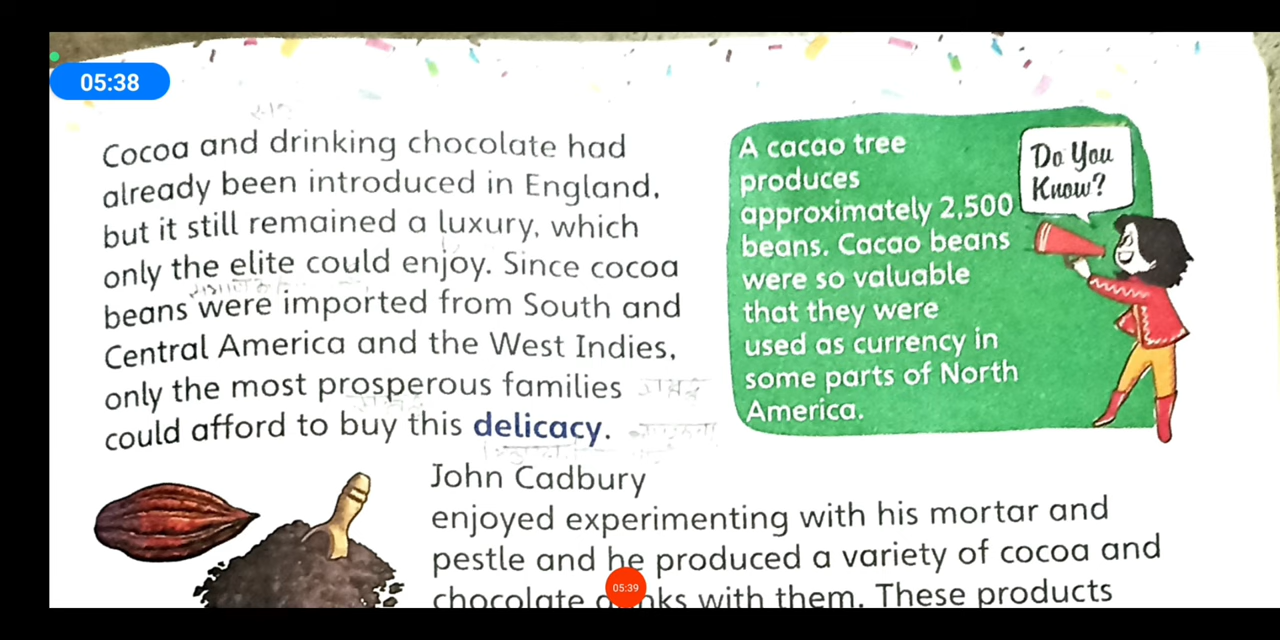 05:38
Cocoa and drinking chocolate had
already been introduced in England,
but it still remained a luxury, which
only the elite could enjoy. Since cocoa
beans were imported from South and
Central America and the West Indies,
only the most prosperous families
could afford to buy this delicacy.
A cacao tree
produces
approximately 2,500
beans. Cacao beans
were so valuable
that they were
used as currency in
some parts of North
America.
Do You
Know?
John Cadbury
enjoyed experimenting with his mortar and
pestle and he produced a variety of cocoa and
chocolate with them. These products
05:39